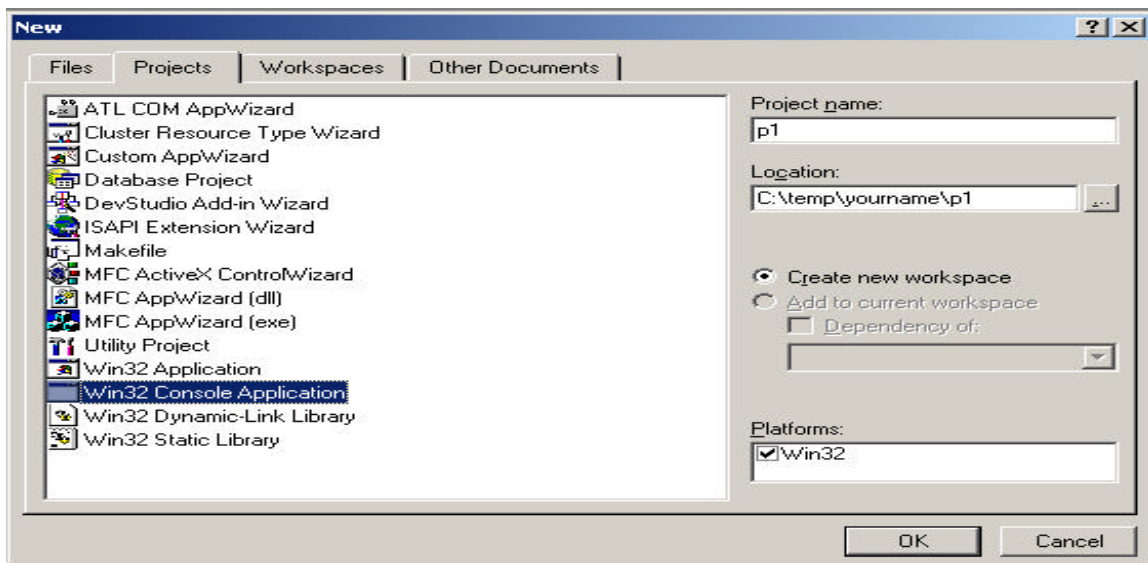 New
Files Projects Workspaces Other Documents
ATL COM AppWizard
Cluster Resource Type Wizard
Custom AppWizard
Database Project
DevStudio Add-in Wizard
ISAPI Extension Wizard
Makefile
MFC ActiveX ControlWizard
MFC AppWizard (dll)
MFC AppWizard (exe)
Utility Project
Win32 Application
Win32 Console Application
Win32 Dynamic-Link Library
Win32 Static Library
Project name:
p1
Location:
C:\temp\yourname\p1
...
Create new workspace
Add to current workspace
Dependency of:
Platforms:
Win32
OK Cancel